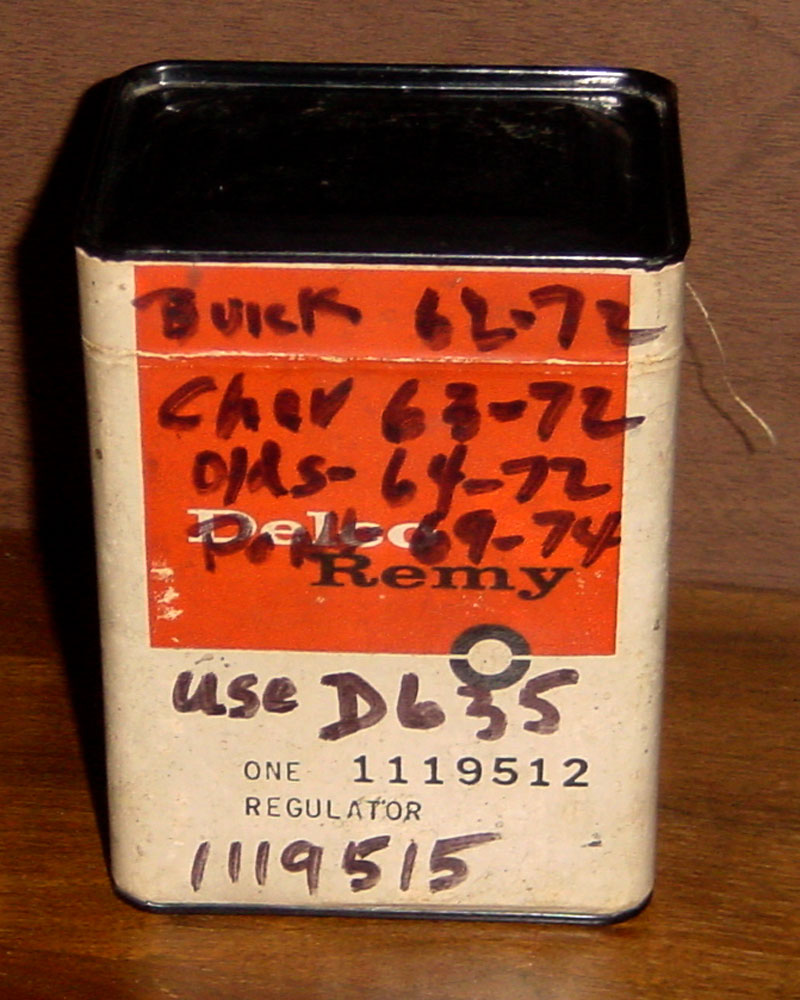 Buick 62-72
Chev 63-72
Olds- 64-72
Delco
Pont 69-74
Remy
use D635
ONE 1119512
REGULATOR
1119515